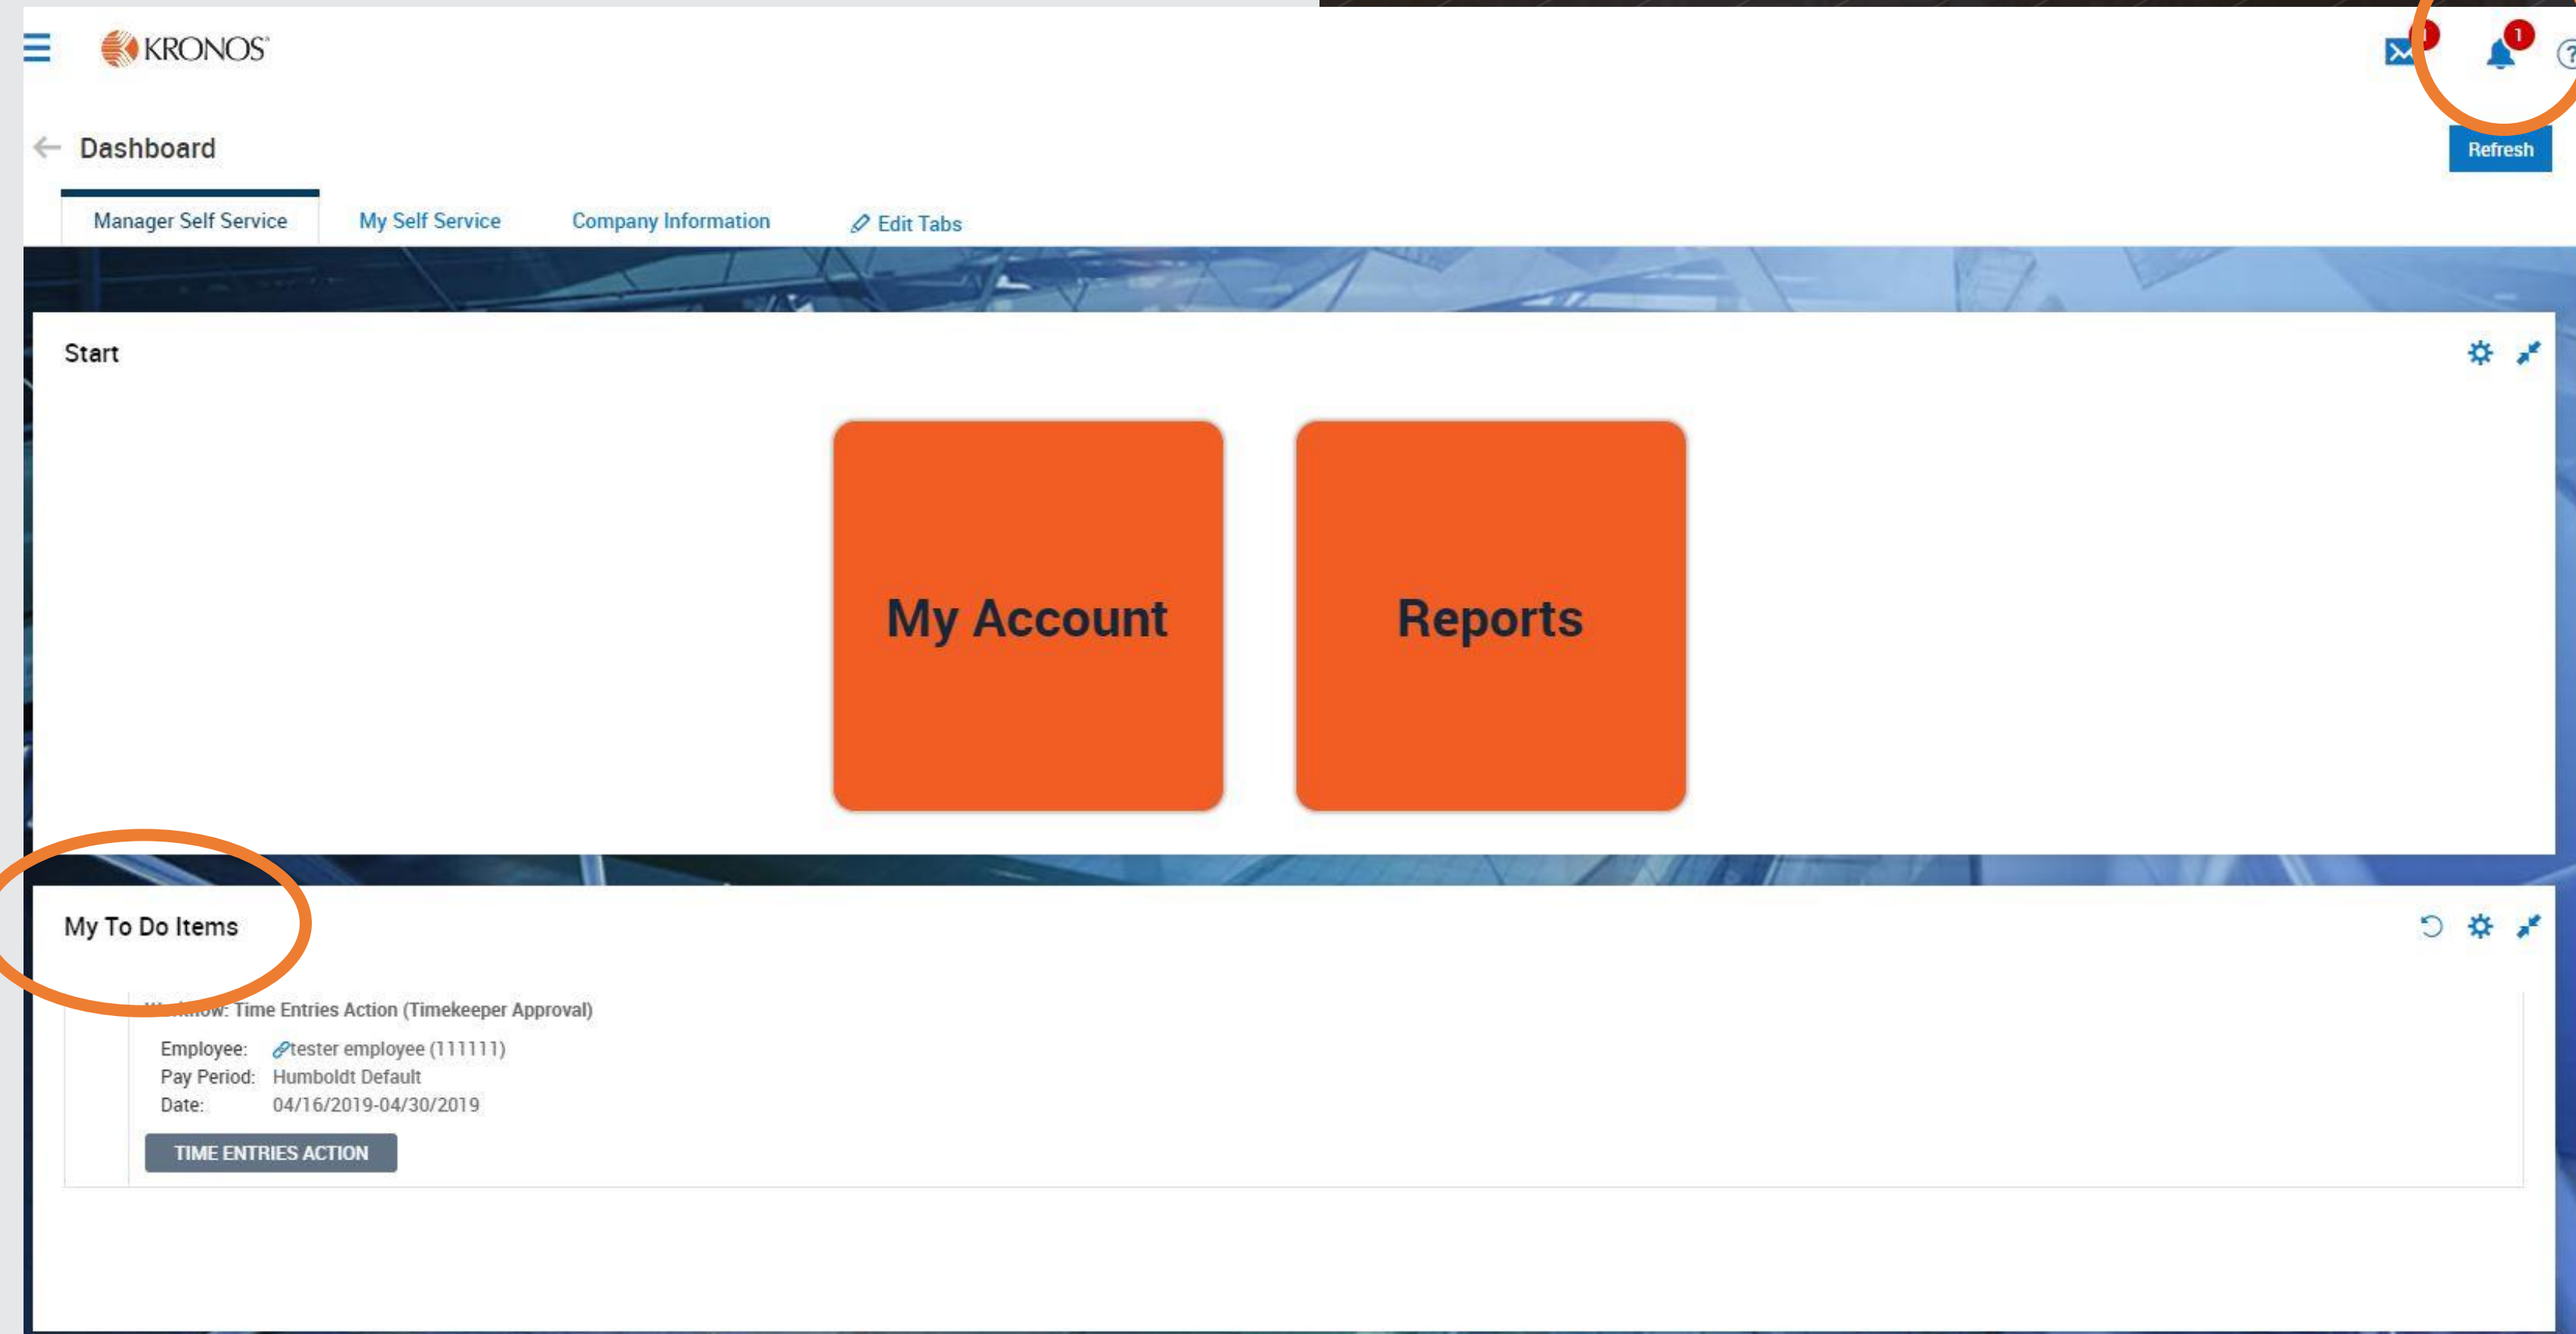 KRONOS
1
1
?
Dashboard
Refresh
Manager Self Service
My Self Service
Company Information
Edit Tabs
Start
My Account
Reports
My To Do Items
Time Entries Action (Timekeeper Approval)
Employee: tester employee (111111)
Pay Period: Humboldt Default
Date: 04/16/2019-04/30/2019
TIME ENTRIES ACTION